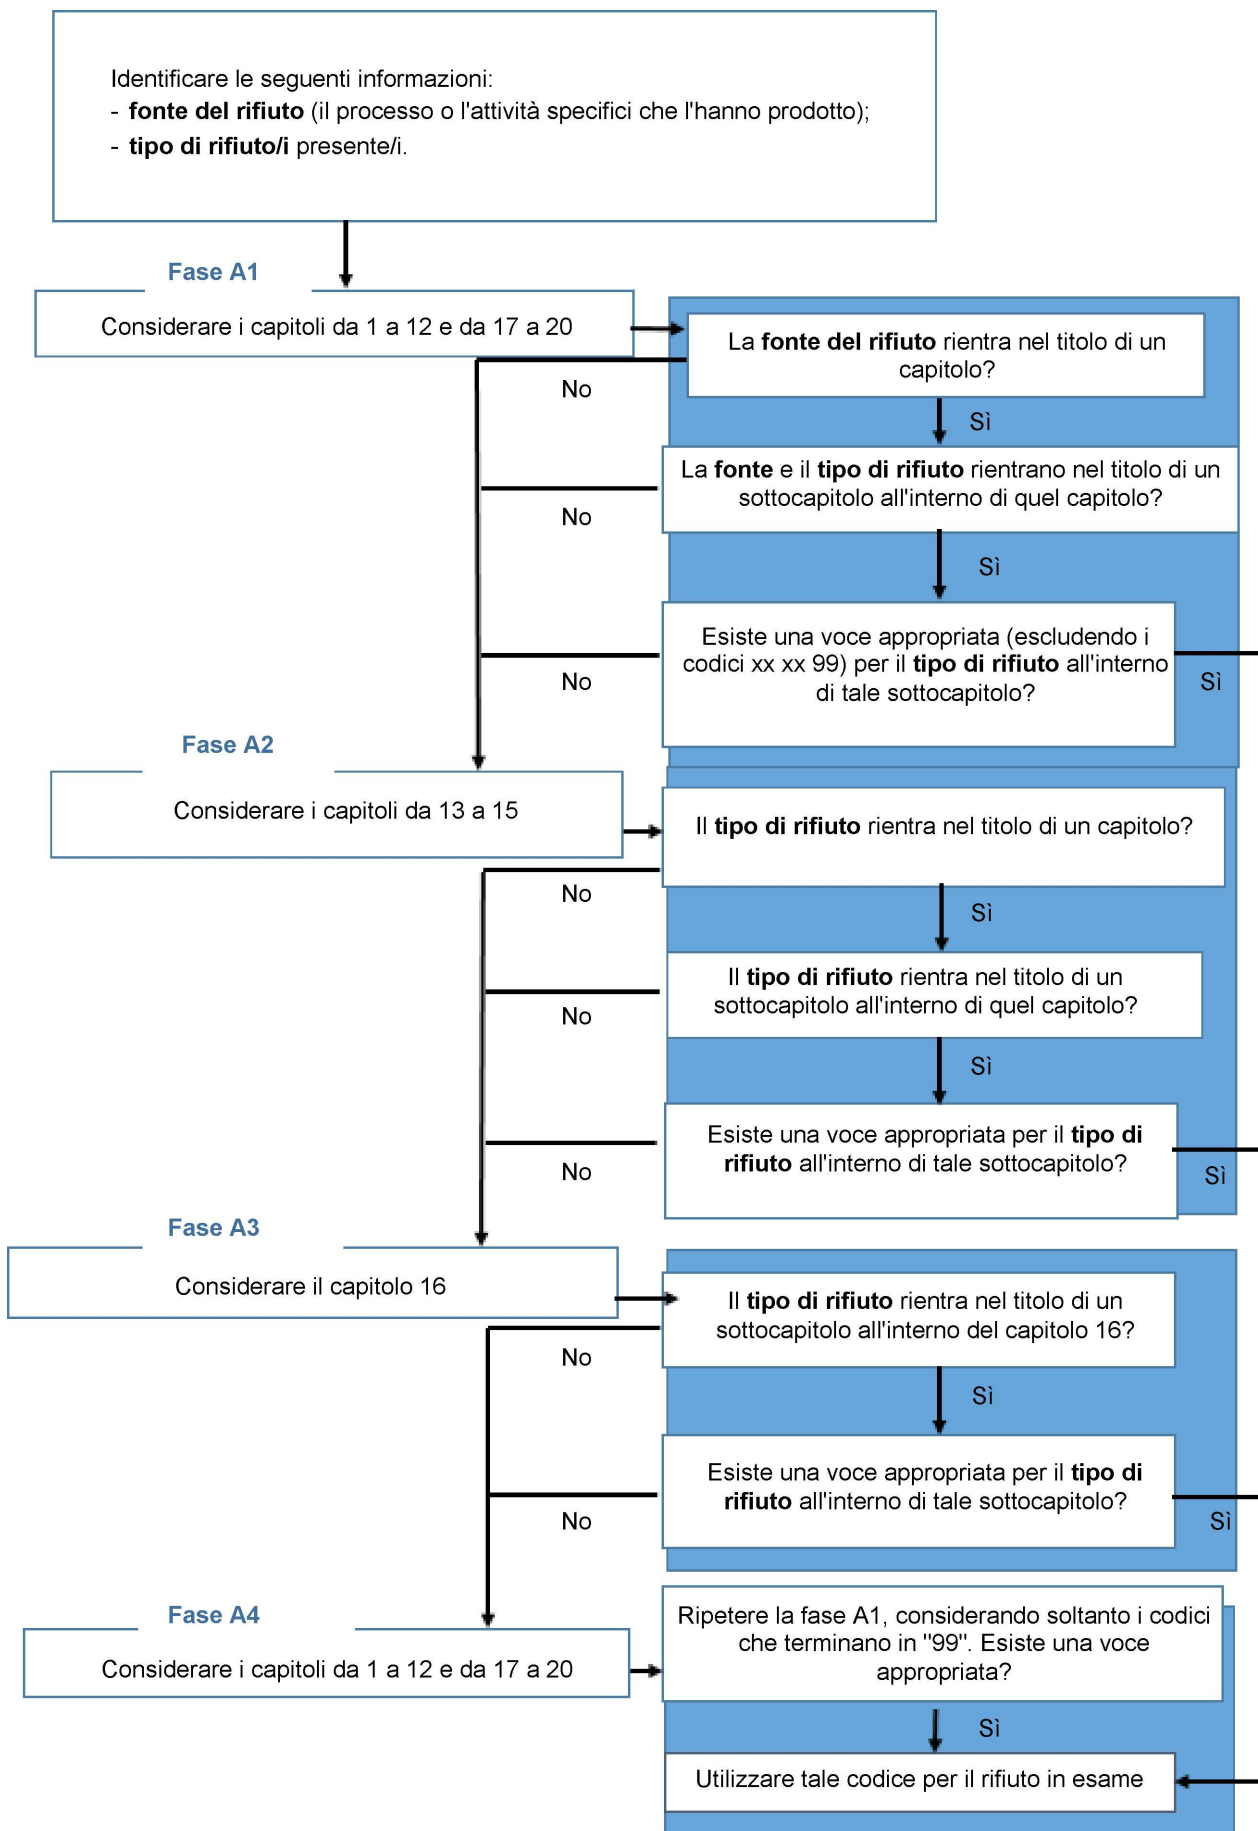 Identificare le seguenti informazioni:
- fonte del rifiuto (il processo o l'attività specifici che l'hanno prodotto);
- tipo di rifiuto/i presente/i.
Fase A1
Considerare i capitoli da 1 a 12 e da 17 a 20
La fonte del rifiuto rientra nel titolo di un
capitolo?
No
Sì
La fonte e il tipo di rifiuto rientrano nel titolo di un
sottocapitolo all'interno di quel capitolo?
No
Sì
Esiste una voce appropriata (escludendo i
codici xx xx 99) per il tipo di rifiuto all'interno
di tale sottocapitolo?
No
Sì
Fase A2
Considerare i capitoli da 13 a 15
Il tipo di rifiuto rientra nel titolo di un capitolo?
No
Sì
Il tipo di rifiuto rientra nel titolo di un
sottocapitolo all'interno di quel capitolo?
No
Sì
Esiste una voce appropriata per il tipo di
rifiuto all'interno di tale sottocapitolo?
No
Sì
Fase A3
Considerare il capitolo 16
Il tipo di rifiuto rientra nel titolo di un
sottocapitolo all'interno del capitolo 16?
No
Sì
Esiste una voce appropriata per il tipo di
rifiuto all'interno di tale sottocapitolo?
No
Sì
Fase A4
Considerare i capitoli da 1 a 12 e da 17 a 20
Ripetere la fase A1, considerando soltanto i codici
che terminano in "99". Esiste una voce
appropriata?
Sì
Utilizzare tale codice per il rifiuto in esame